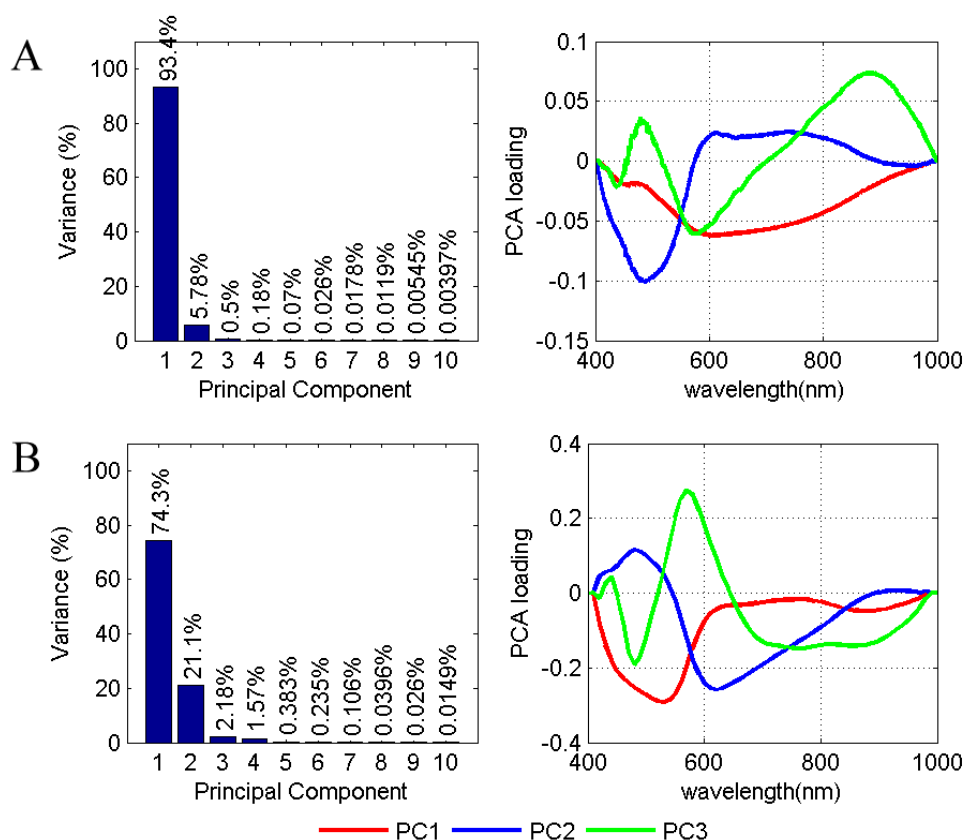 A
Variance (%)
100
80
60
40
20
0
93.4%
5.78%
0.5%
0.18%
0.07%
0.026%
0.0178%
0.0119%
0.00545%
0.00397%
1 2 3 4 5 6 7 8 9 10
Principal Component
PCA loading
0.1
0.05
0
-0.05
-0.1
-0.15
400 600 800 1000
wavelength(nm)
B
Variance (%)
100
80
60
40
20
0
74.3%
21.1%
2.18%
1.57%
0.383%
0.235%
0.106%
0.0396%
0.026%
0.0149%
1 2 3 4 5 6 7 8 9 10
Principal Component
PCA loading
0.4
0.2
0
-0.2
-0.4
400 600 800 1000
wavelength(nm)
PC1 PC2 PC3